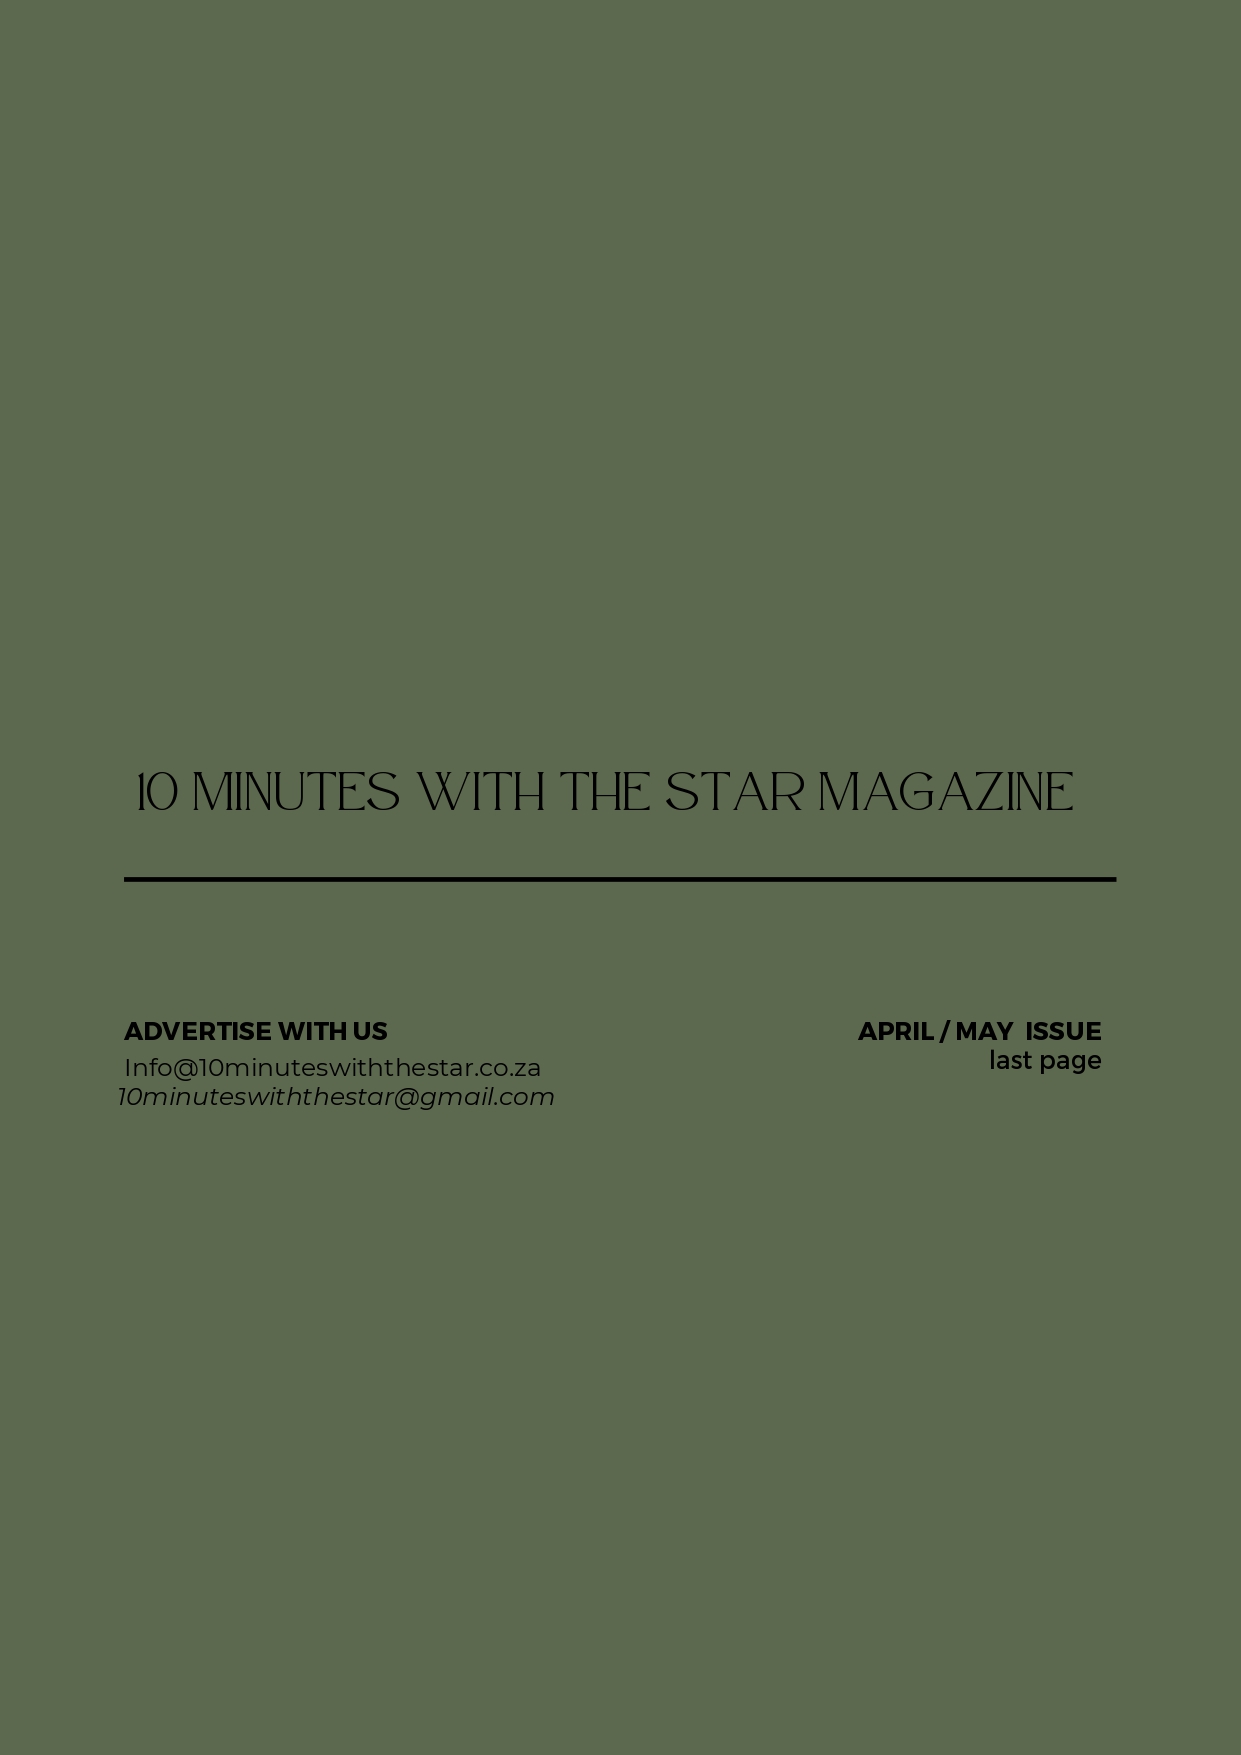 10 MINUTES WITH THE STAR MAGAZINE
ADVERTISE WITH US
Info@10minuteswiththestar.co.za
10minuteswiththestar@gmail.com
APRIL / MAY ISSUE
last page